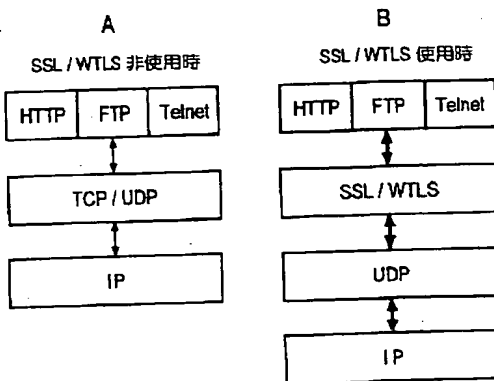 A
SSL / WTLS 非使用時
HTTP FTP Telnet
TCP / UDP
IP
B
SSL / WTLS 使用時
HTTP FTP Telnet
SSL / WTLS
UDP
IP